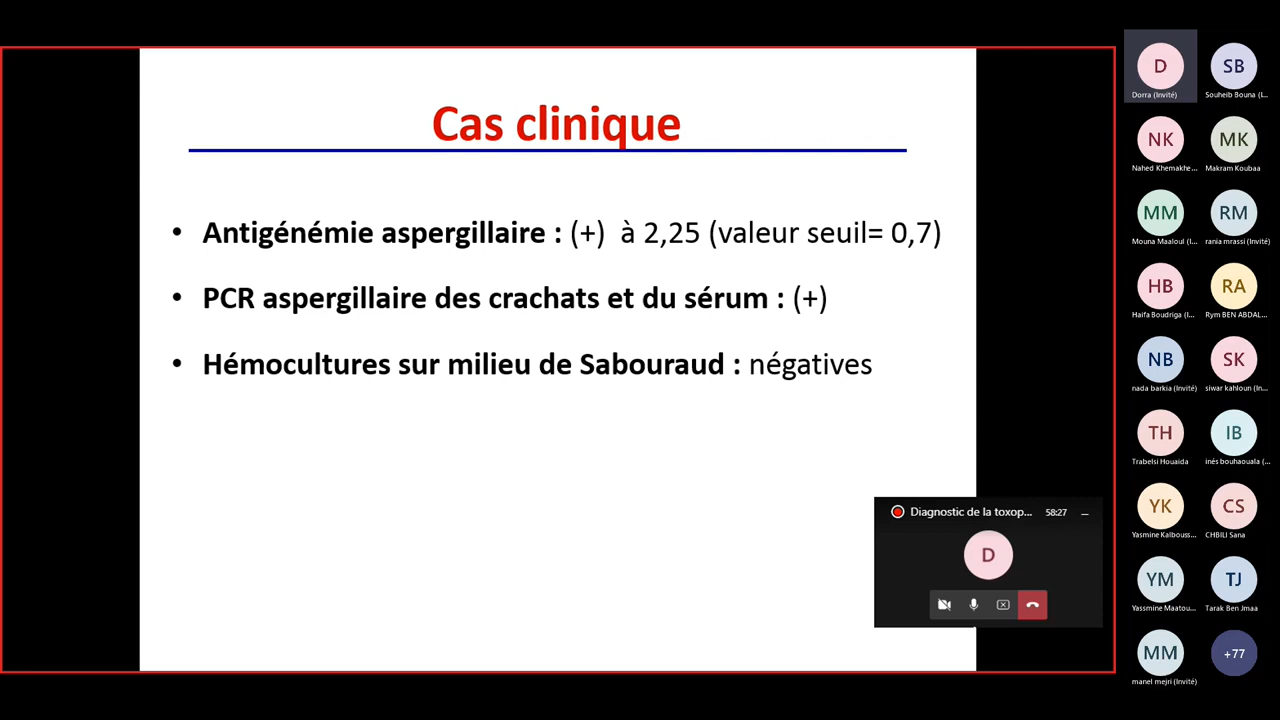 Cas clinique
• Antigénémie aspergillaire : (+) à 2,25 (valeur seuil= 0,7)
• PCR aspergillaire des crachats et du sérum : (+)
• Hémocultures sur milieu de Sabouraud : négatives
Diagnostic de la toxop... 58:27
D
D
Dorra (Invité)
SB
Souheib Bouna (I...
NK
Nahed Khemakhe...
MK
Makram Koubaa
MM
Mouna Maaloul (I...
RM
rania mrassi (Invité)
HB
Haifa Boudriga (I...
RA
Rym BEN ABDAL...
NB
nada barkia (Invité)
SK
siwar kahloun (In...
TH
Trabelsi Houaida
IB
inés bouhaouala (...
YK
Yasmine Kalbouss...
CS
CHBILI Sana
YM
Yassmine Maatou...
TJ
Tarak Ben Jmaa
MM
manel mejri (Invité)
+77